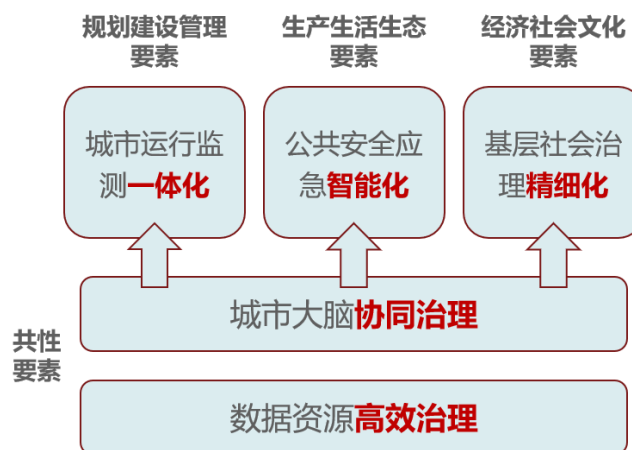 规划建设管理
要素
生产生活生态
要素
经济社会文化
要素
城市运行监
测一体化
公共安全应
急智能化
基层社会治
理精细化
城市大脑协同治理
共性
要素
数据资源高效治理